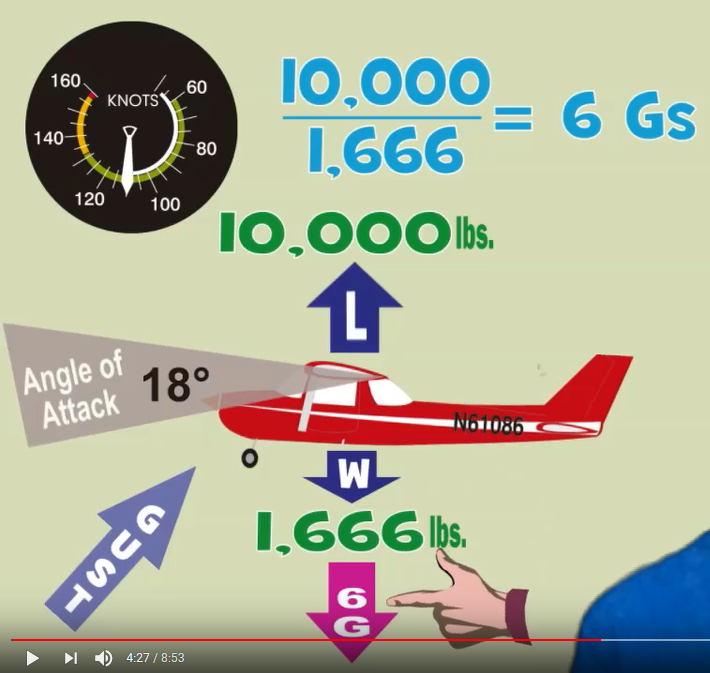 160
KNOTS
60
140
80
120
100
10,000
1,666
= 6 Gs
10,000 lbs.
L
Angle of
Attack
18°
N61086
W
1,666 lbs.
GUST
6
G
4:27 / 8:53